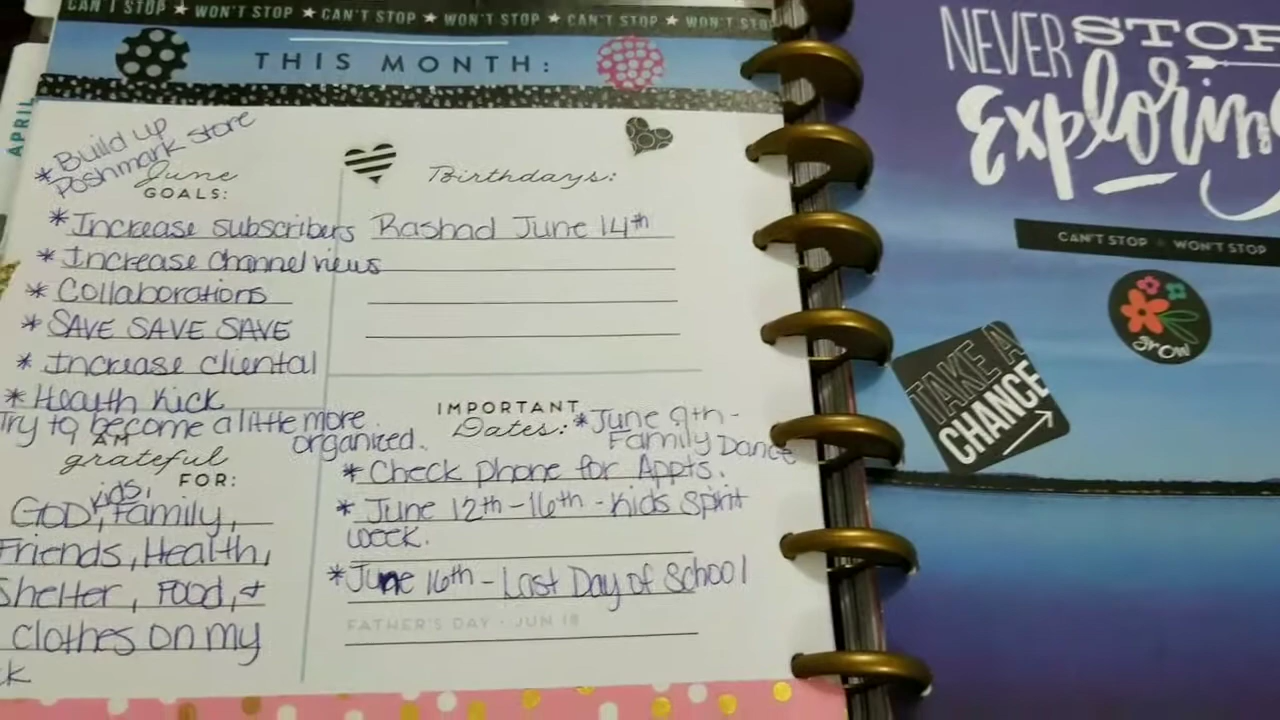 CAN'T STOP ★ WON'T STOP ★ CAN'T STOP ★ WON'T STOP ★ CAN'T STOP ★ WON'T STOP
THIS MONTH:
APRIL
* Build up
Poshmark store
June
GOALS:
* Increase subscribers
* Increase channel views
* Collaborations
* SAVE SAVE SAVE
* Increase cliental
* Health Kick
Try to become a little more
organized.
Birthdays:
Rashad June 14th
AM
grateful
FOR:
GOD, kids, Family,
Friends, Health,
Shelter, Food, +
clothes on my
IMPORTANT
Dates: * June 9th -
Family Dance
* Check phone for Appts.
* June 12th - 16th - Kids Spirit
week.
* June 16th - Last Day of School
FATHER'S DAY • JUN 18
NEVER STOP
Exploring
CAN'T STOP WON'T STOP
grow
TAKE A
CHANCE